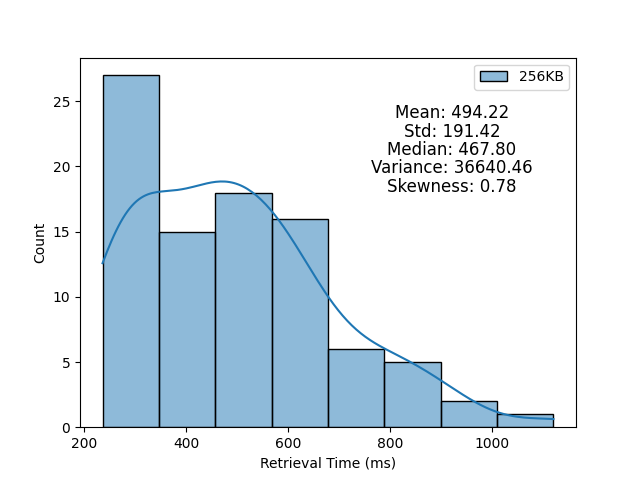 256KB
Mean: 494.22
Std: 191.42
Median: 467.80
Variance: 36640.46
Skewness: 0.78
Count
25
20
15
10
5
0
200 400 600 800 1000
Retrieval Time (ms)